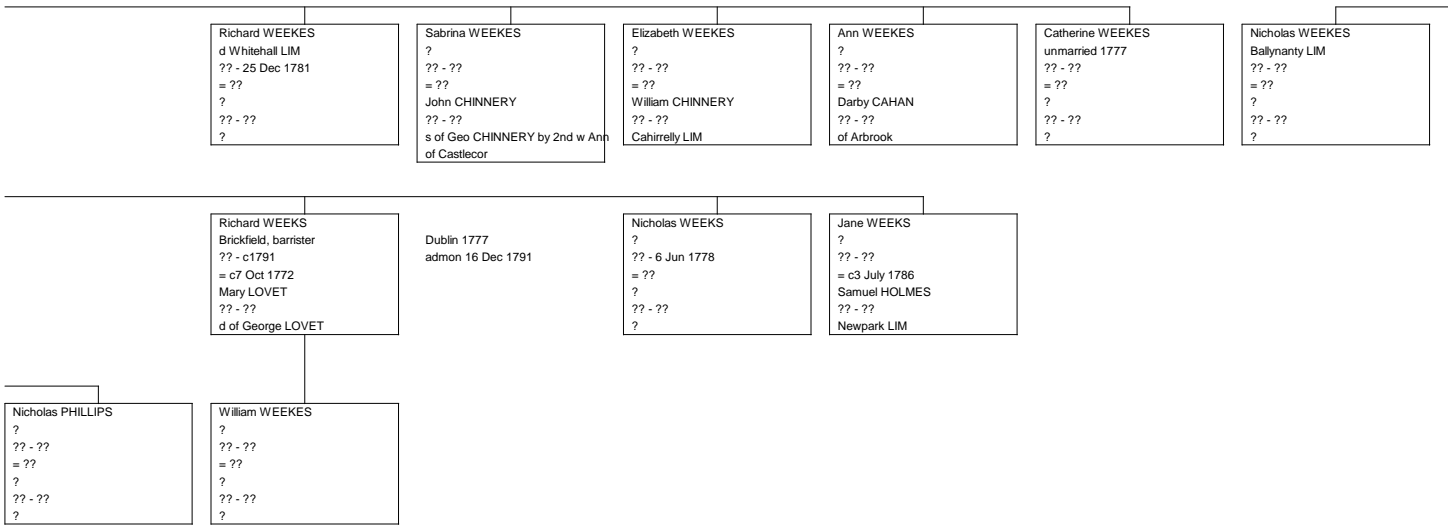 Richard WEEKES
d Whitehall LIM
?? - 25 Dec 1781
= ??
?
?? - ??
?
Sabrina WEEKES
?
?? - ??
= ??
John CHINNERY
?? - ??
s of Geo CHINNERY by 2nd w Ann
of Castlecor
Elizabeth WEEKES
?
?? - ??
= ??
William CHINNERY
?? - ??
Cahirrelly LIM
Ann WEEKES
?
?? - ??
= ??
Darby CAHAN
?? - ??
of Arbrook
Catherine WEEKES
unmarried 1777
?? - ??
= ??
?
?? - ??
?
Nicholas WEEKES
Ballynanty LIM
?? - ??
= ??
?
?? - ??
?
Richard WEEKS
Brickfield, barrister
?? - c1791
= c7 Oct 1772
Mary LOVET
?? - ??
d of George LOVET
Dublin 1777
admon 16 Dec 1791
Nicholas WEEKS
?
?? - 6 Jun 1778
= ??
?
?? - ??
?
Jane WEEKS
?
?? - ??
= c3 July 1786
Samuel HOLMES
?? - ??
Newpark LIM
Nicholas PHILLIPS
?
?? - ??
= ??
?
?? - ??
?
William WEEKES
?
?? - ??
= ??
?
?? - ??
?